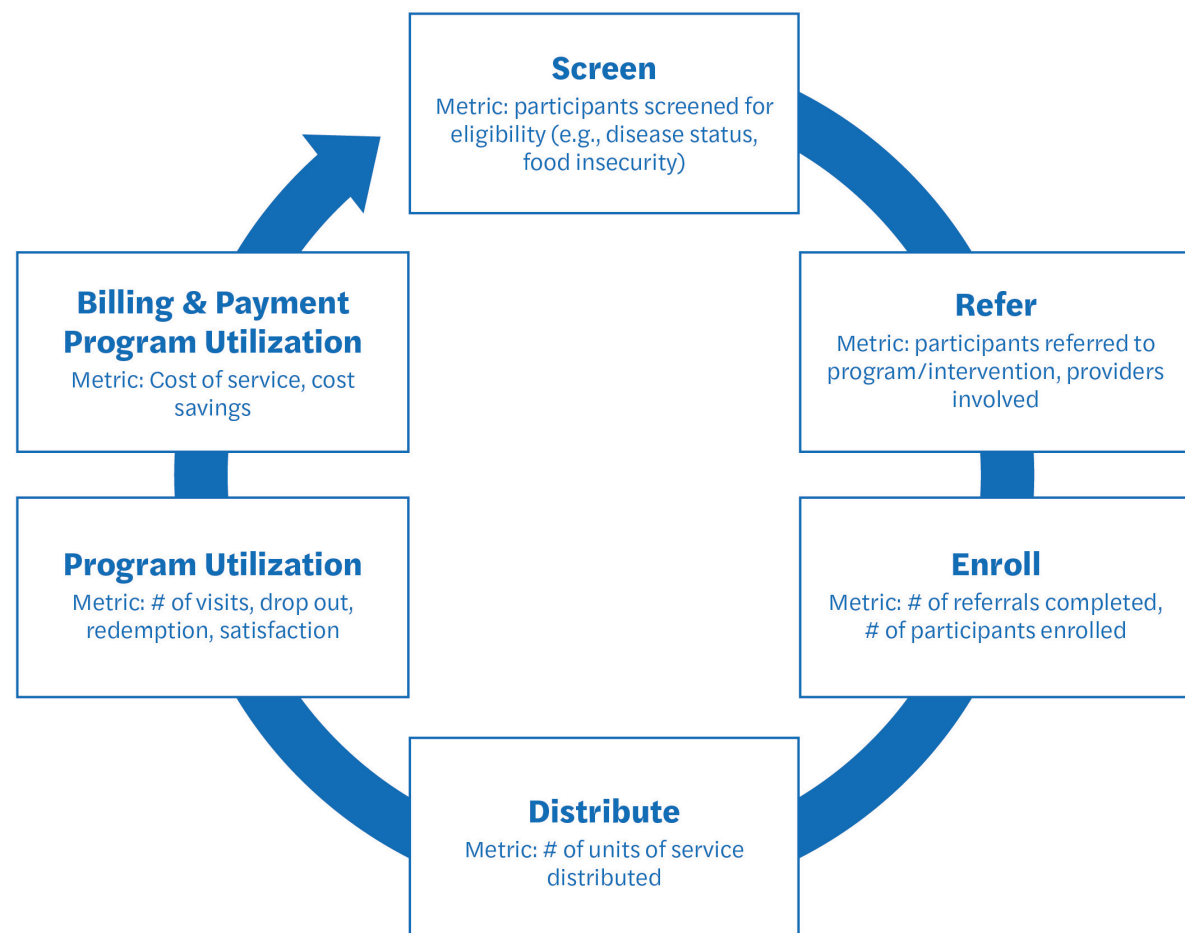 Screen
Metric: participants screened for
eligibility (e.g., disease status,
food insecurity)
Refer
Metric: participants referred to
program/intervention, providers
involved
Enroll
Metric: # of referrals completed,
# of participants enrolled
Distribute
Metric: # of units of service
distributed
Program Utilization
Metric: # of visits, drop out,
redemption, satisfaction
Billing & Payment
Program Utilization
Metric: Cost of service, cost
savings